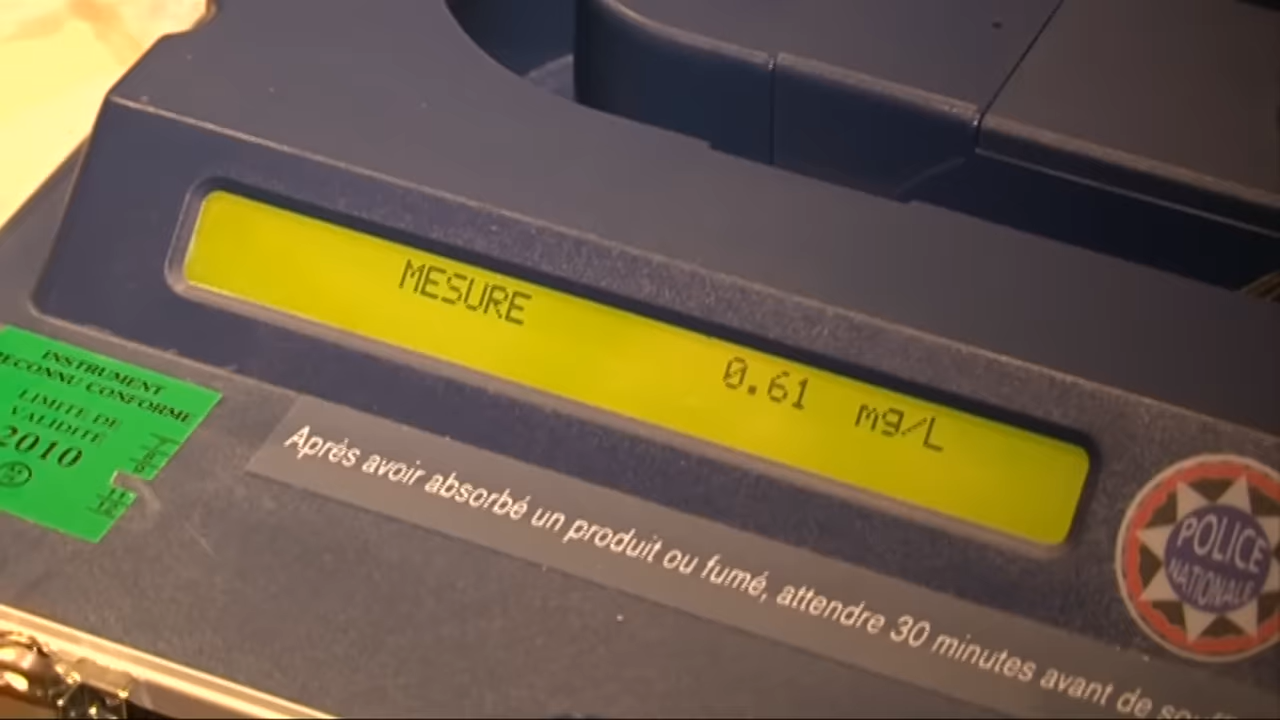 MESURE
0.61 mg/L
INSTRUMENT
RECONNU CONFORME
LIMITE DE
VALIDITÉ
2010
Après avoir absorbé un produit ou fumé, attendre 30 minutes avant de
POLICE
NATIONALE